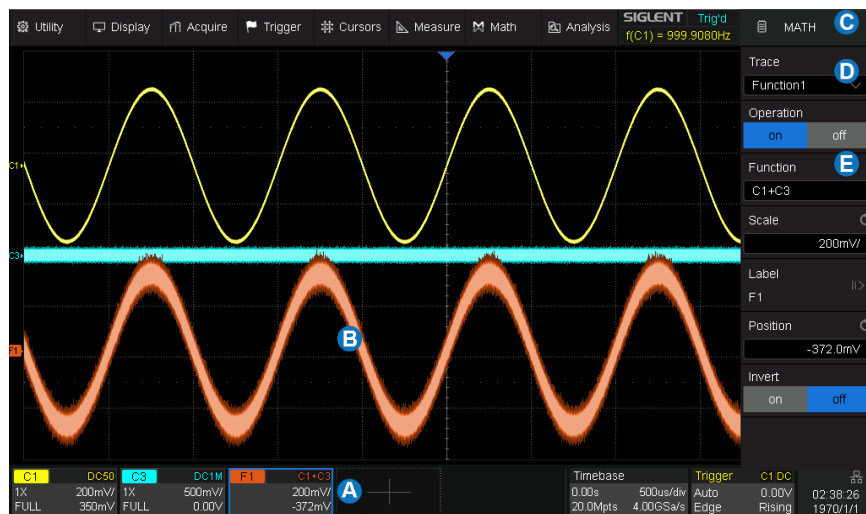 Utility Display Acquire Trigger Cursors Measure Math Analysis SIGLENT Trig'd MATH C
f(C1) = 999.9080Hz
Trace
D
Function1
Operation
on off
Function
E
C1+C3
Scale
200mV/
Label
F1
Position
-372.0mV
Invert
on off
C1
C3
F1
B
C1 DC50 C3 DC1M F1 C1+C3 Timebase Trigger C1 DC
1X 200mV/ 1X 500mV/ 200mV/ A 0.00s 500us/div Auto 0.00V 02:38:26
FULL 350mV FULL 0.00V -372mV 20.0Mpts 4.00GSa/s Edge Rising 1970/1/1